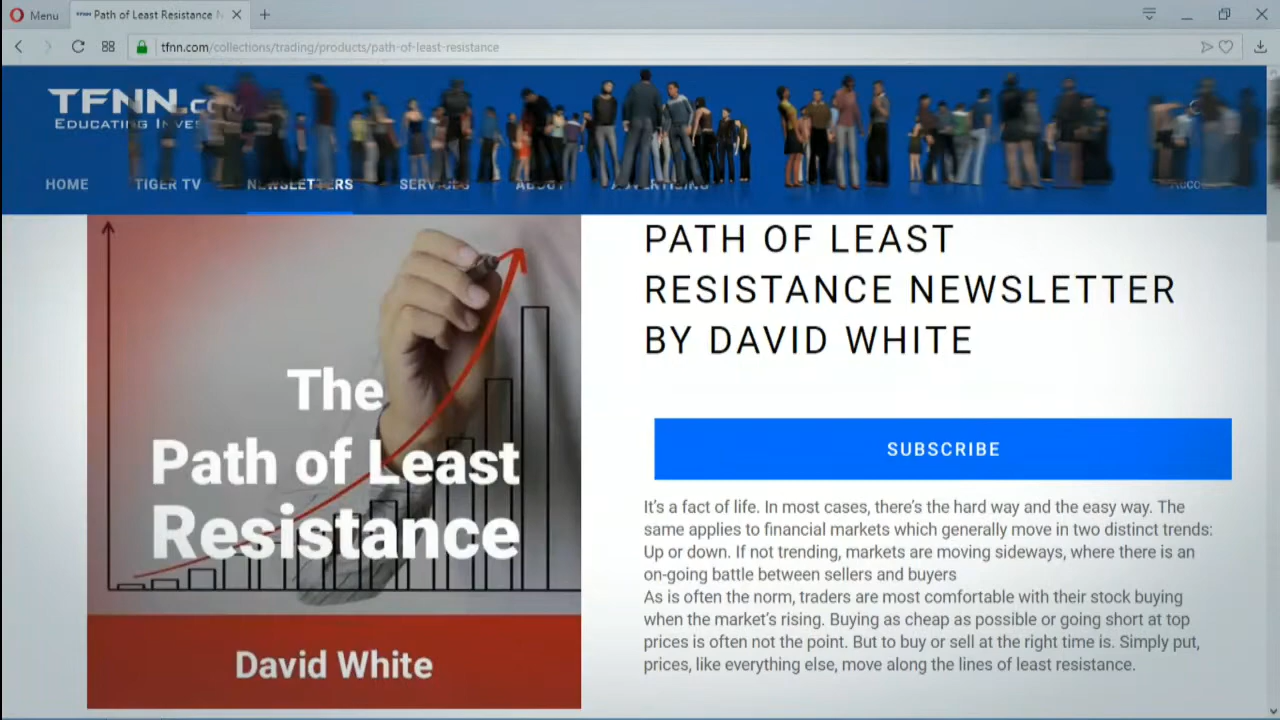 Menu
Path of Least Resistance
tfnn.com/collections/trading/products/path-of-least-resistance
TFNN.
EDUCATING
HOME
TIGER TV
NEWSLETTERS
SERVICES
ABOUT
ADVERTISING
PATH OF LEAST
RESISTANCE NEWSLETTER
BY DAVID WHITE
The
Path of Least
Resistance
David White
SUBSCRIBE
It's a fact of life. In most cases, there's the hard way and the easy way. The
same applies to financial markets which generally move in two distinct trends:
Up or down. If not trending, markets are moving sideways, where there is an
on-going battle between sellers and buyers
As is often the norm, traders are most comfortable with their stock buying
when the market's rising. Buying as cheap as possible or going short at top
prices is often not the point. But to buy or sell at the right time is. Simply put,
prices, like everything else, move along the lines of least resistance.